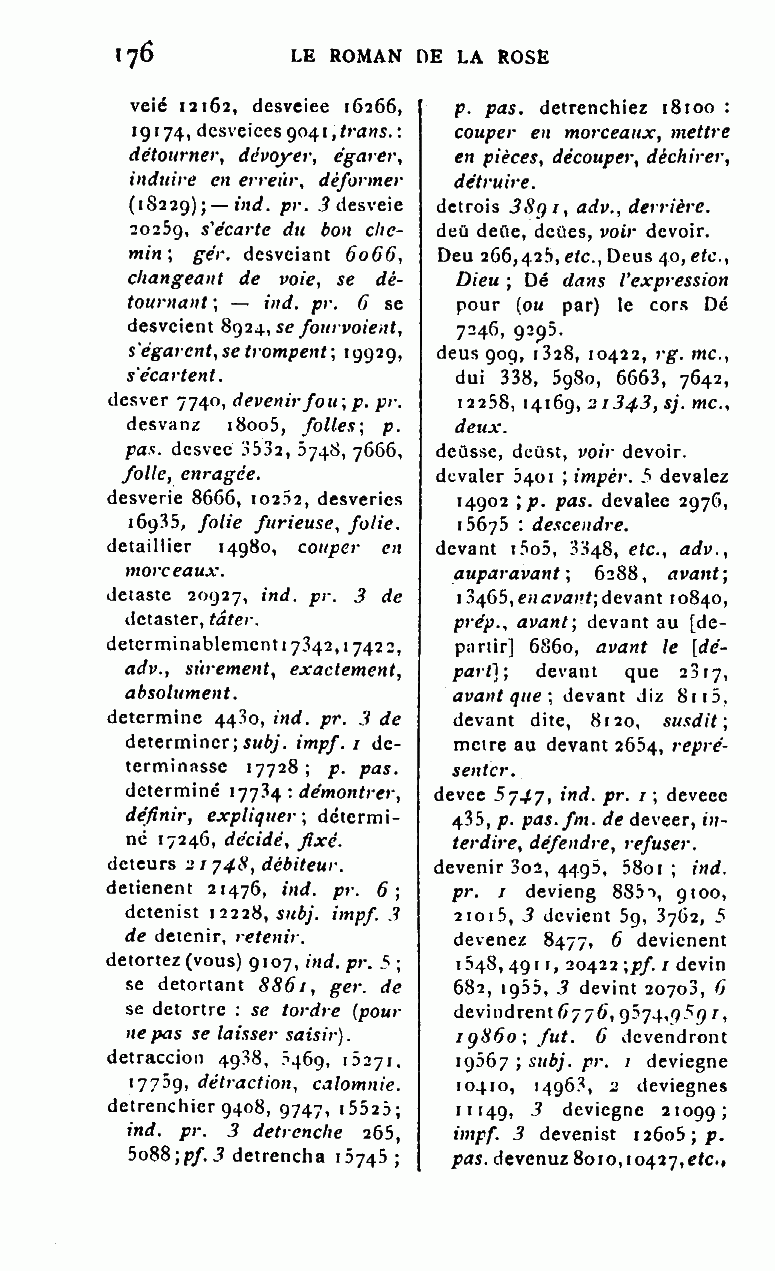 176 LE ROMAN DE LA ROSE
veié 12162, desveiee 16266,
19174, desveiees 9041, trans. :
détourner, dévoyer, égarer,
induire en erreur, déformer
(18229); — ind. pr. 3 desveie
20259, s'écarte du bon che-
min ; gér. desveiant 6066,
changeant de voie, se dé-
tournant ; — ind. pr. 6 se
desveient 8924, se fourvoient,
s'égarent, se trompent ; 19929,
s'écartent.
desver 7740, devenir fou ; p. pr.
desvanz 18005, folles ; p.
pas. desvee 3532, 5748, 7666,
folle, enragée.
desverie 8666, 10252, desveries
16935, folie furieuse, folie.
detaillier 14980, couper en
morceaux.
detaste 20927, ind. pr. 3 de
detaster, tâter.
determinablement 17342, 17422,
adv., sûrement, exactement,
absolument.
determine 4430, ind. pr. 3 de
determiner ; subj. impf. 1 de-
terminasse 17728 ; p. pas.
determiné 17734 : démontrer,
définir, expliquer ; détermi-
né 17246, décidé, fixé.
deteurs 21748, débiteur.
detienent 21476, ind. pr. 6 ;
detenist 12228, subj. impf. 3
de detenir, retenir.
detortez (vous) 9107, ind. pr. 5 ;
se detortant 8861, ger. de
se detortre : se tordre (pour
ne pas se laisser saisir).
detraccion 4938, 5469, 15271,
17759, détraction, calomnie.
detrenchier 9408, 9747, 15525;
ind. pr. 3 detrenche 265,
5088 ; pf. 3 detrencha 15745 ;
p. pas. detrenchiez 18100 :
couper en morceaux, mettre
en pièces, découper, déchirer,
détruire.
detrois 3891, adv., derrière.
deü deüe, deües, voir devoir.
Deu 266, 425, etc., Deus 40, etc.,
Dieu ; Dé dans l'expression
pour (ou par) le cors Dé
7246, 9295.
deus 909, 1328, 10422, rg. mc.,
dui 338, 5980, 6663, 7642,
12258, 14169, 21343, sj. mc.,
deux.
deüsse, deüst, voir devoir.
devaler 5401 ; impér. 5 devalez
14902 ; p. pas. devalee 2976,
15675 : descendre.
devant 1505, 3348, etc., adv.,
auparavant ; 6288, avant ;
13465, en avant; devant 10840,
prép., avant ; devant au [de-
partir] 6860, avant le [dé-
part] ; devant que 2317,
avant que ; devant diz 8115,
devant dite, 8120, susdit ;
metre au devant 2654, repré-
senter.
devee 5747, ind. pr. 1 ; deveee
435, p. pas. fm. de deveer, in-
terdire, défendre, refuser.
devenir 302, 4495, 5801 ; ind.
pr. 1 devieng 8850, 9100,
21015, 3 devient 59, 3762, 5
devenez 8477, 6 devienent
1548, 4911, 20422 ; pf. 1 devin
682, 1955, 3 devint 20703, 6
devindrent 6776, 9574, 9591,
19860 ; fut. 6 devendront
19567 ; subj. pr. 1 deviegne
10410, 14963, 2 deviegnes
11149, 3 deviegne 21099 ;
impf. 3 devenist 12605 ; p.
pas. devenuz 8010, 10427, etc.,